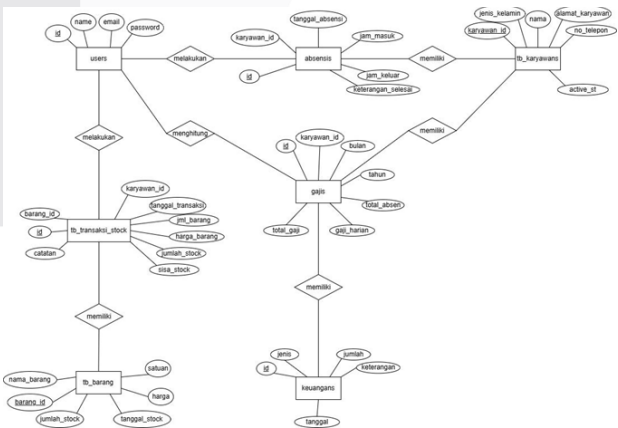 name
email
password
id
users
melakukan
tanggal_absensi
karyawan_id
jam_masuk
absensis
id
jam_keluar
keterangan_selesai
memiliki
jenis_kelamin
nama
alamat_karyawan
karyawan_id
no_telepon
tb_karyawans
active_st
melakukan
menghitung
memiliki
karyawan_id
id
bulan
gajis
tahun
total_absen
total_gaji
gaji_harian
karyawan_id
tanggal_transaksi
barang_id
jml_barang
id
tb_transaksi_stock
harga_barang
catatan
jumlah_stock
sisa_stock
memiliki
memiliki
satuan
nama_barang
tb_barang
harga
barang_id
jumlah_stock
tanggal_stock
jenis
jumlah
id
keterangan
keuangans
tanggal